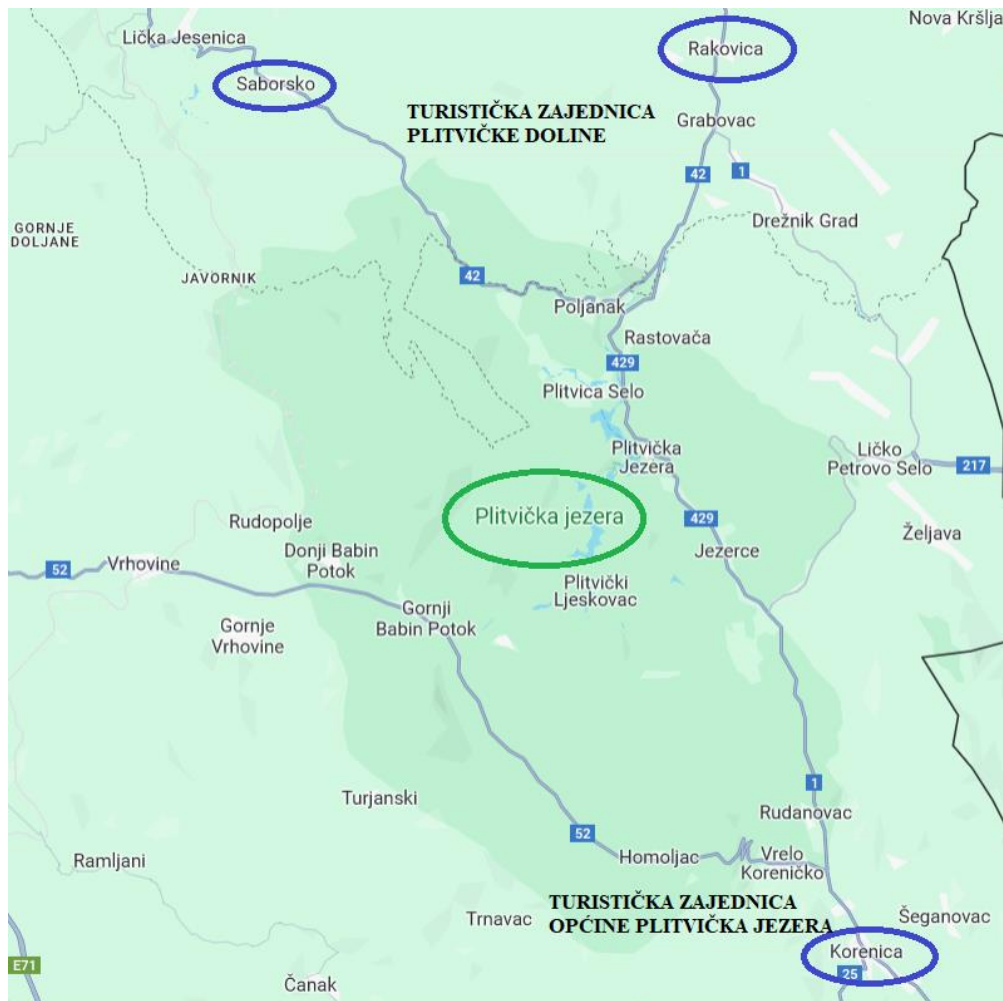 Nova Kršlja
Lička Jesenica
Rakovica
Saborsko
TURISTIČKA ZAJEDNICA
PLITVIČKE DOLINE
Grabovac
42
1
GORNJE
DOLJANE
Drežnik Grad
JAVORNIK
42
Poljanak
Rastovača
429
Plitvica Selo
Plitvička
Jezera
Ličko
Petrovo Selo
217
Plitvička jezera
429
Rudopolje
Željava
Donji Babin
Potok
Jezerce
52
Vrhovine
Plitvički
Ljeskovac
Gornji
Babin Potok
Gornje
Vrhovine
1
Turjanski
Rudanovac
52
Homoljac
Vrelo
Koreničko
Ramljani
TURISTIČKA ZAJEDNICA
OPĆINE PLITVIČKA JEZERA
Trnavac
Šeganovac
Korenica
E71
25
Čanak